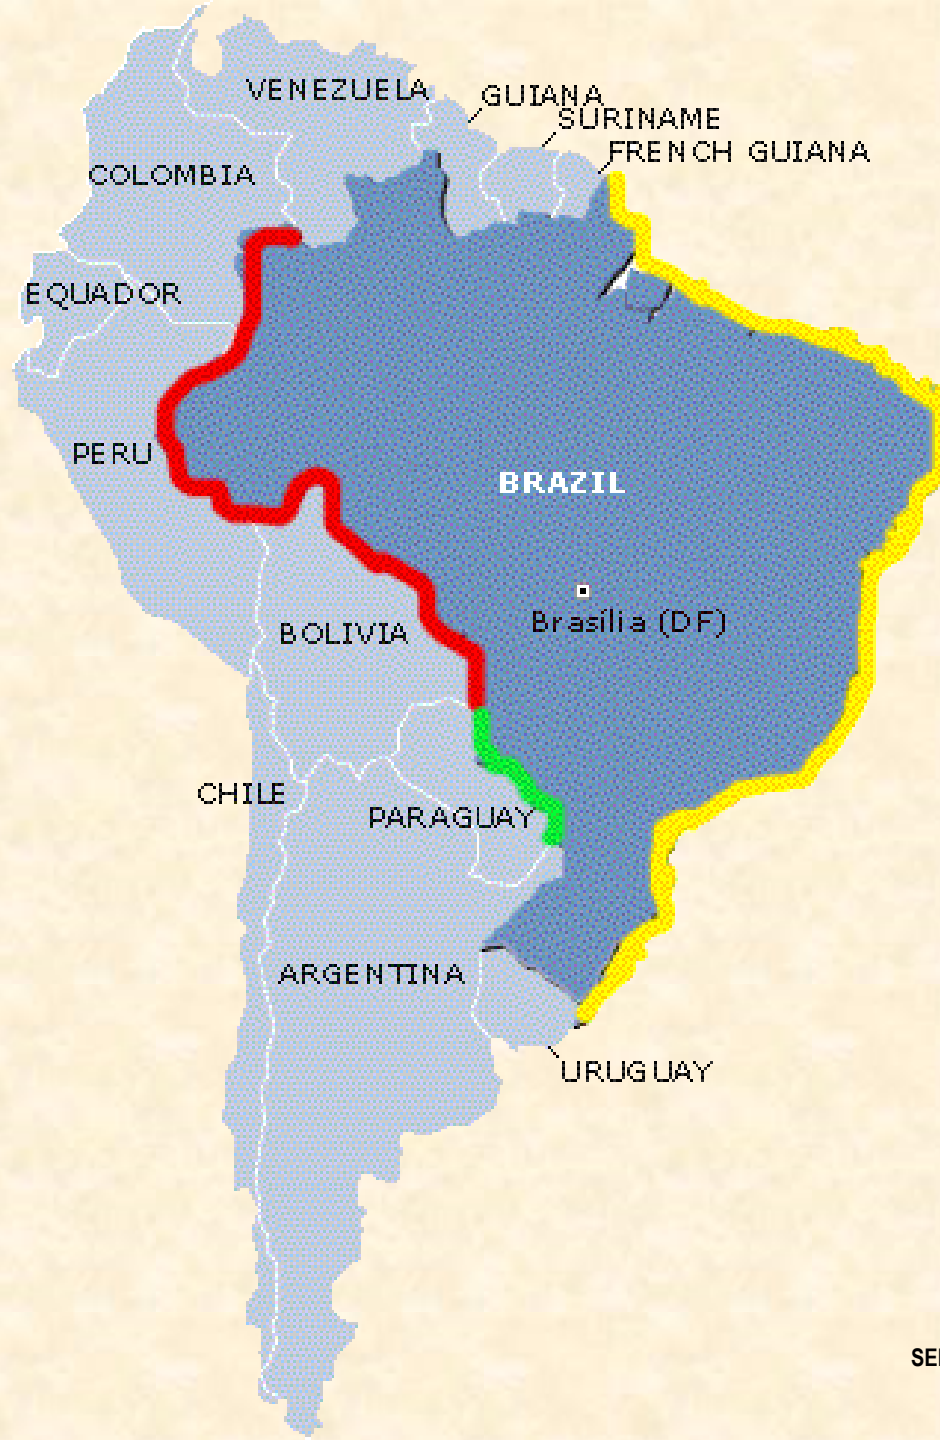 VENEZUELA
GUIANA
SURINAME
FRENCH GUIANA
COLOMBIA
EQUADOR
PERU
BRAZIL
Brasília (DF)
BOLIVIA
CHILE
PARAGUAY
ARGENTINA
URUGUAY